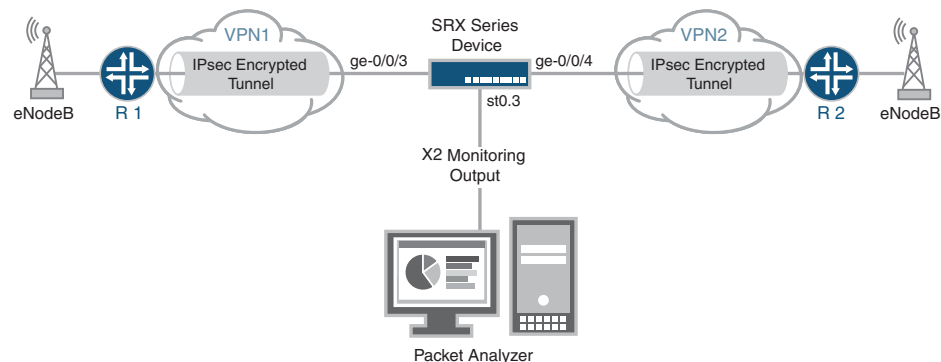 SRX Series
Device
VPN1
VPN2
IPsec Encrypted
Tunnel
ge-0/0/3
ge-0/0/4
IPsec Encrypted
Tunnel
st0.3
eNodeB
R 1
R 2
eNodeB
X2 Monitoring
Output
Packet Analyzer